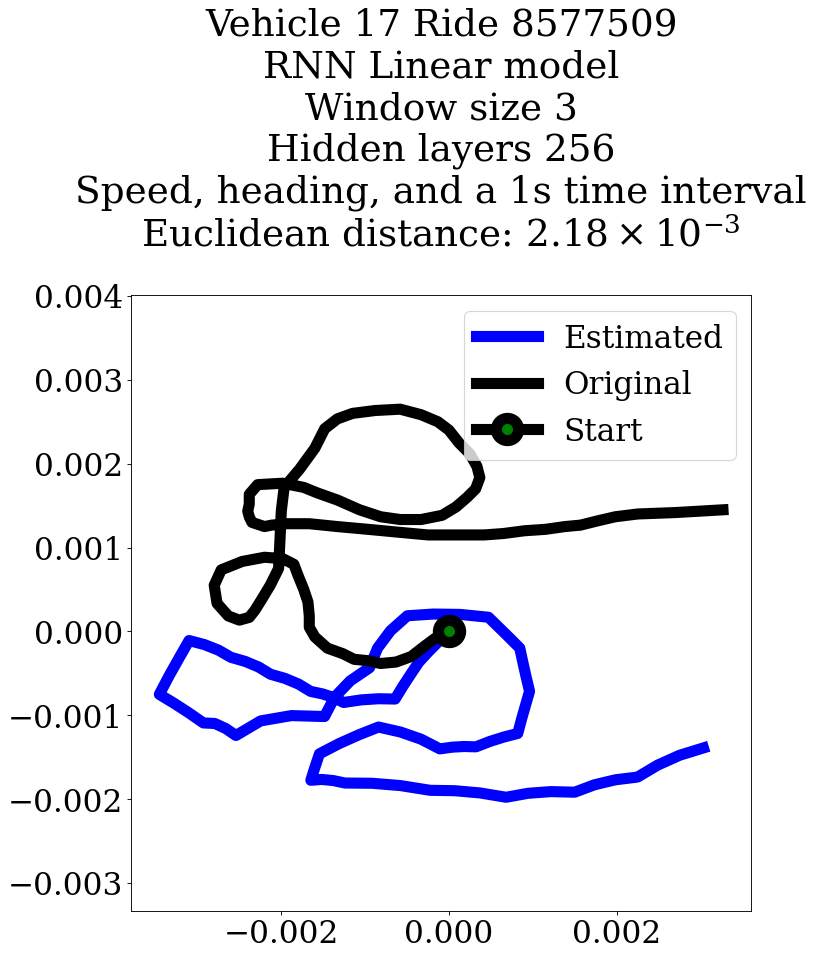 Vehicle 17 Ride 8577509
RNN Linear model
Window size 3
Hidden layers 256
Speed, heading, and a 1s time interval
Euclidean distance: 2.18 × 10⁻³
0.004
0.003
0.002
0.001
0.000
−0.001
−0.002
−0.003
Estimated
Original
Start
−0.002
0.000
0.002